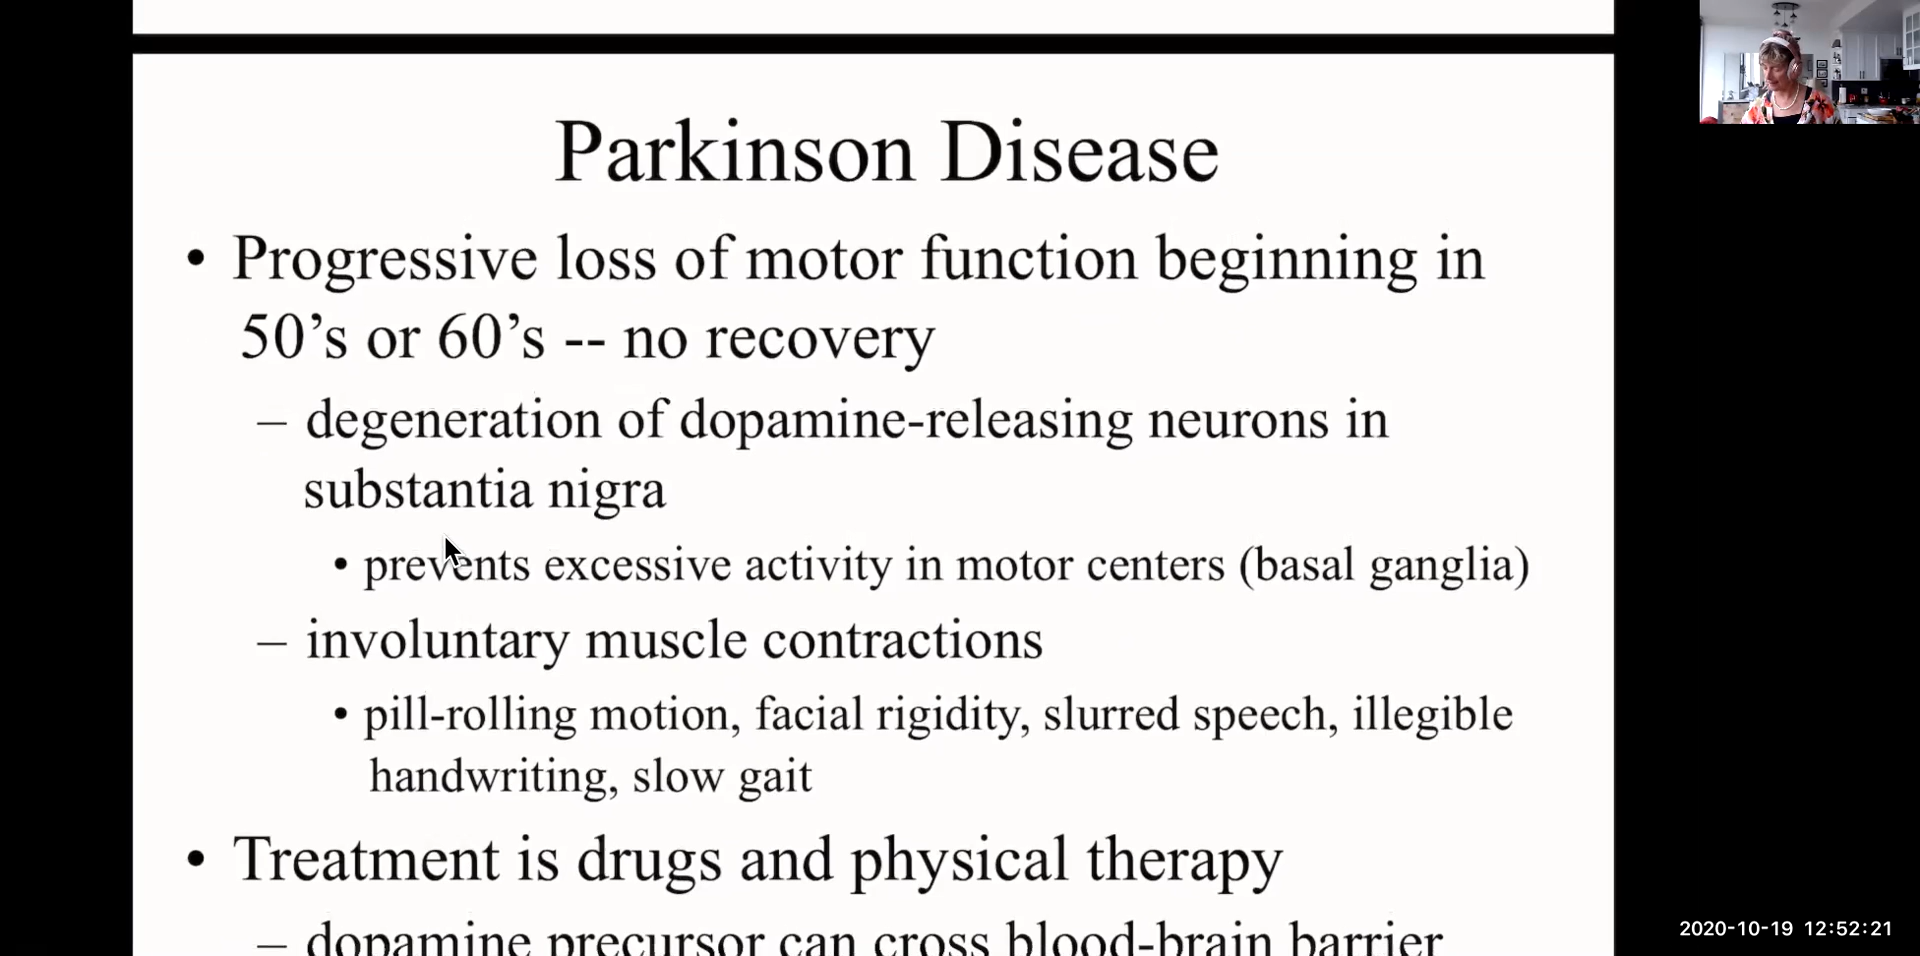 Parkinson Disease
• Progressive loss of motor function beginning in
50’s or 60’s -- no recovery
– degeneration of dopamine-releasing neurons in
substantia nigra
• prevents excessive activity in motor centers (basal ganglia)
– involuntary muscle contractions
• pill-rolling motion, facial rigidity, slurred speech, illegible
handwriting, slow gait
• Treatment is drugs and physical therapy
– dopamine precursor can cross blood-brain barrier
2020-10-19 12:52:21